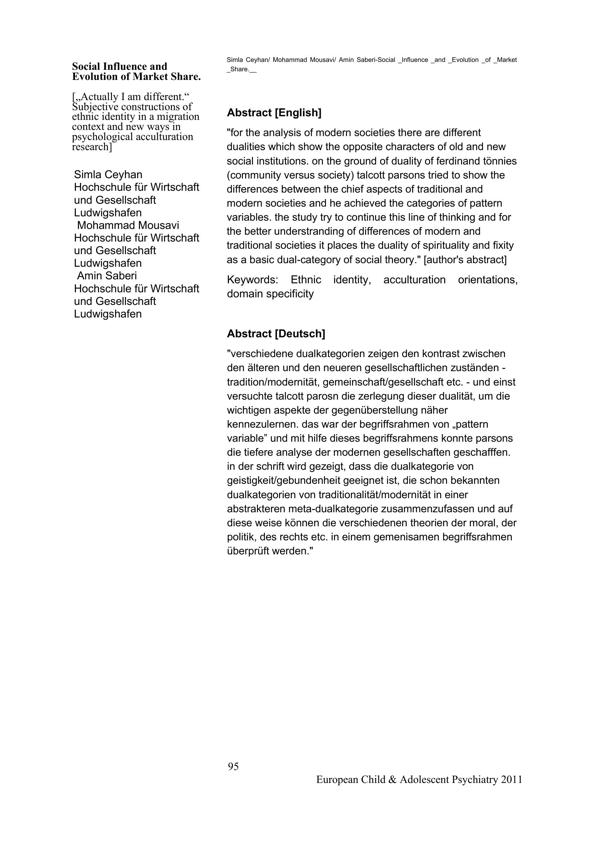 Social Influence and
Evolution of Market Share.
[„Actually I am different.“
Subjective constructions of
ethnic identity in a migration
context and new ways in
psychological acculturation
research]
Simla Ceyhan
Hochschule für Wirtschaft
und Gesellschaft
Ludwigshafen
Mohammad Mousavi
Hochschule für Wirtschaft
und Gesellschaft
Ludwigshafen
Amin Saberi
Hochschule für Wirtschaft
und Gesellschaft
Ludwigshafen
Simla Ceyhan/ Mohammad Mousavi/ Amin Saberi-Social _Influence _and _Evolution _of _Market
_Share.__
Abstract [English]
"for the analysis of modern societies there are different
dualities which show the opposite characters of old and new
social institutions. on the ground of duality of ferdinand tönnies
(community versus society) talcott parsons tried to show the
differences between the chief aspects of traditional and
modern societies and he achieved the categories of pattern
variables. the study try to continue this line of thinking and for
the better understanding of differences of modern and
traditional societies it places the duality of spirituality and fixity
as a basic dual-category of social theory." [author's abstract]
Keywords: Ethnic identity, acculturation orientations,
domain specificity
Abstract [Deutsch]
"verschiedene dualkategorien zeigen den kontrast zwischen
den älteren und den neueren gesellschaftlichen zuständen -
tradition/modernität, gemeinschaft/gesellschaft etc. - und einst
versuchte talcott parosn die zerlegung dieser dualität, um die
wichtigen aspekte der gegenüberstellung näher
kennezulernen. das war der begriffsrahmen von „pattern
variable” und mit hilfe dieses begriffsrahmens konnte parsons
die tiefere analyse der modernen gesellschaften geschafffen.
in der schrift wird gezeigt, dass die dualkategorie von
geistigkeit/gebundenheit geeignet ist, die schon bekannten
dualkategorien von traditionalität/modernität in einer
abstrakteren meta-dualkategorie zusammenzufassen und auf
diese weise können die verschiedenen theorien der moral, der
politik, des rechts etc. in einem gemenisamen begriffsrahmen
überprüft werden."
95
European Child & Adolescent Psychiatry 2011